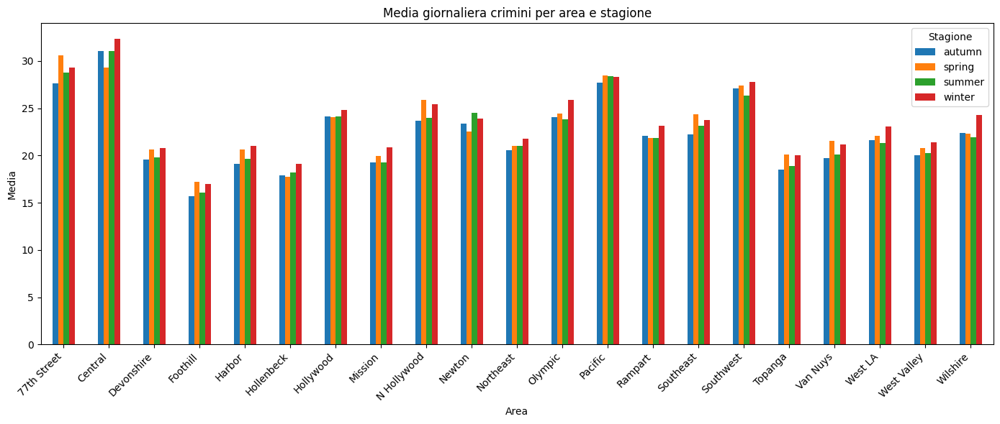 Media giornaliera crimini per area e stagione
Stagione
autumn
spring
summer
winter
Media
30
25
20
15
10
5
0
77th Street
Central
Devonshire
Foothill
Harbor
Hollenbeck
Hollywood
Mission
N Hollywood
Newton
Northeast
Olympic
Pacific
Rampart
Southeast
Southwest
Topanga
Van Nuys
West LA
West Valley
Wilshire
Area